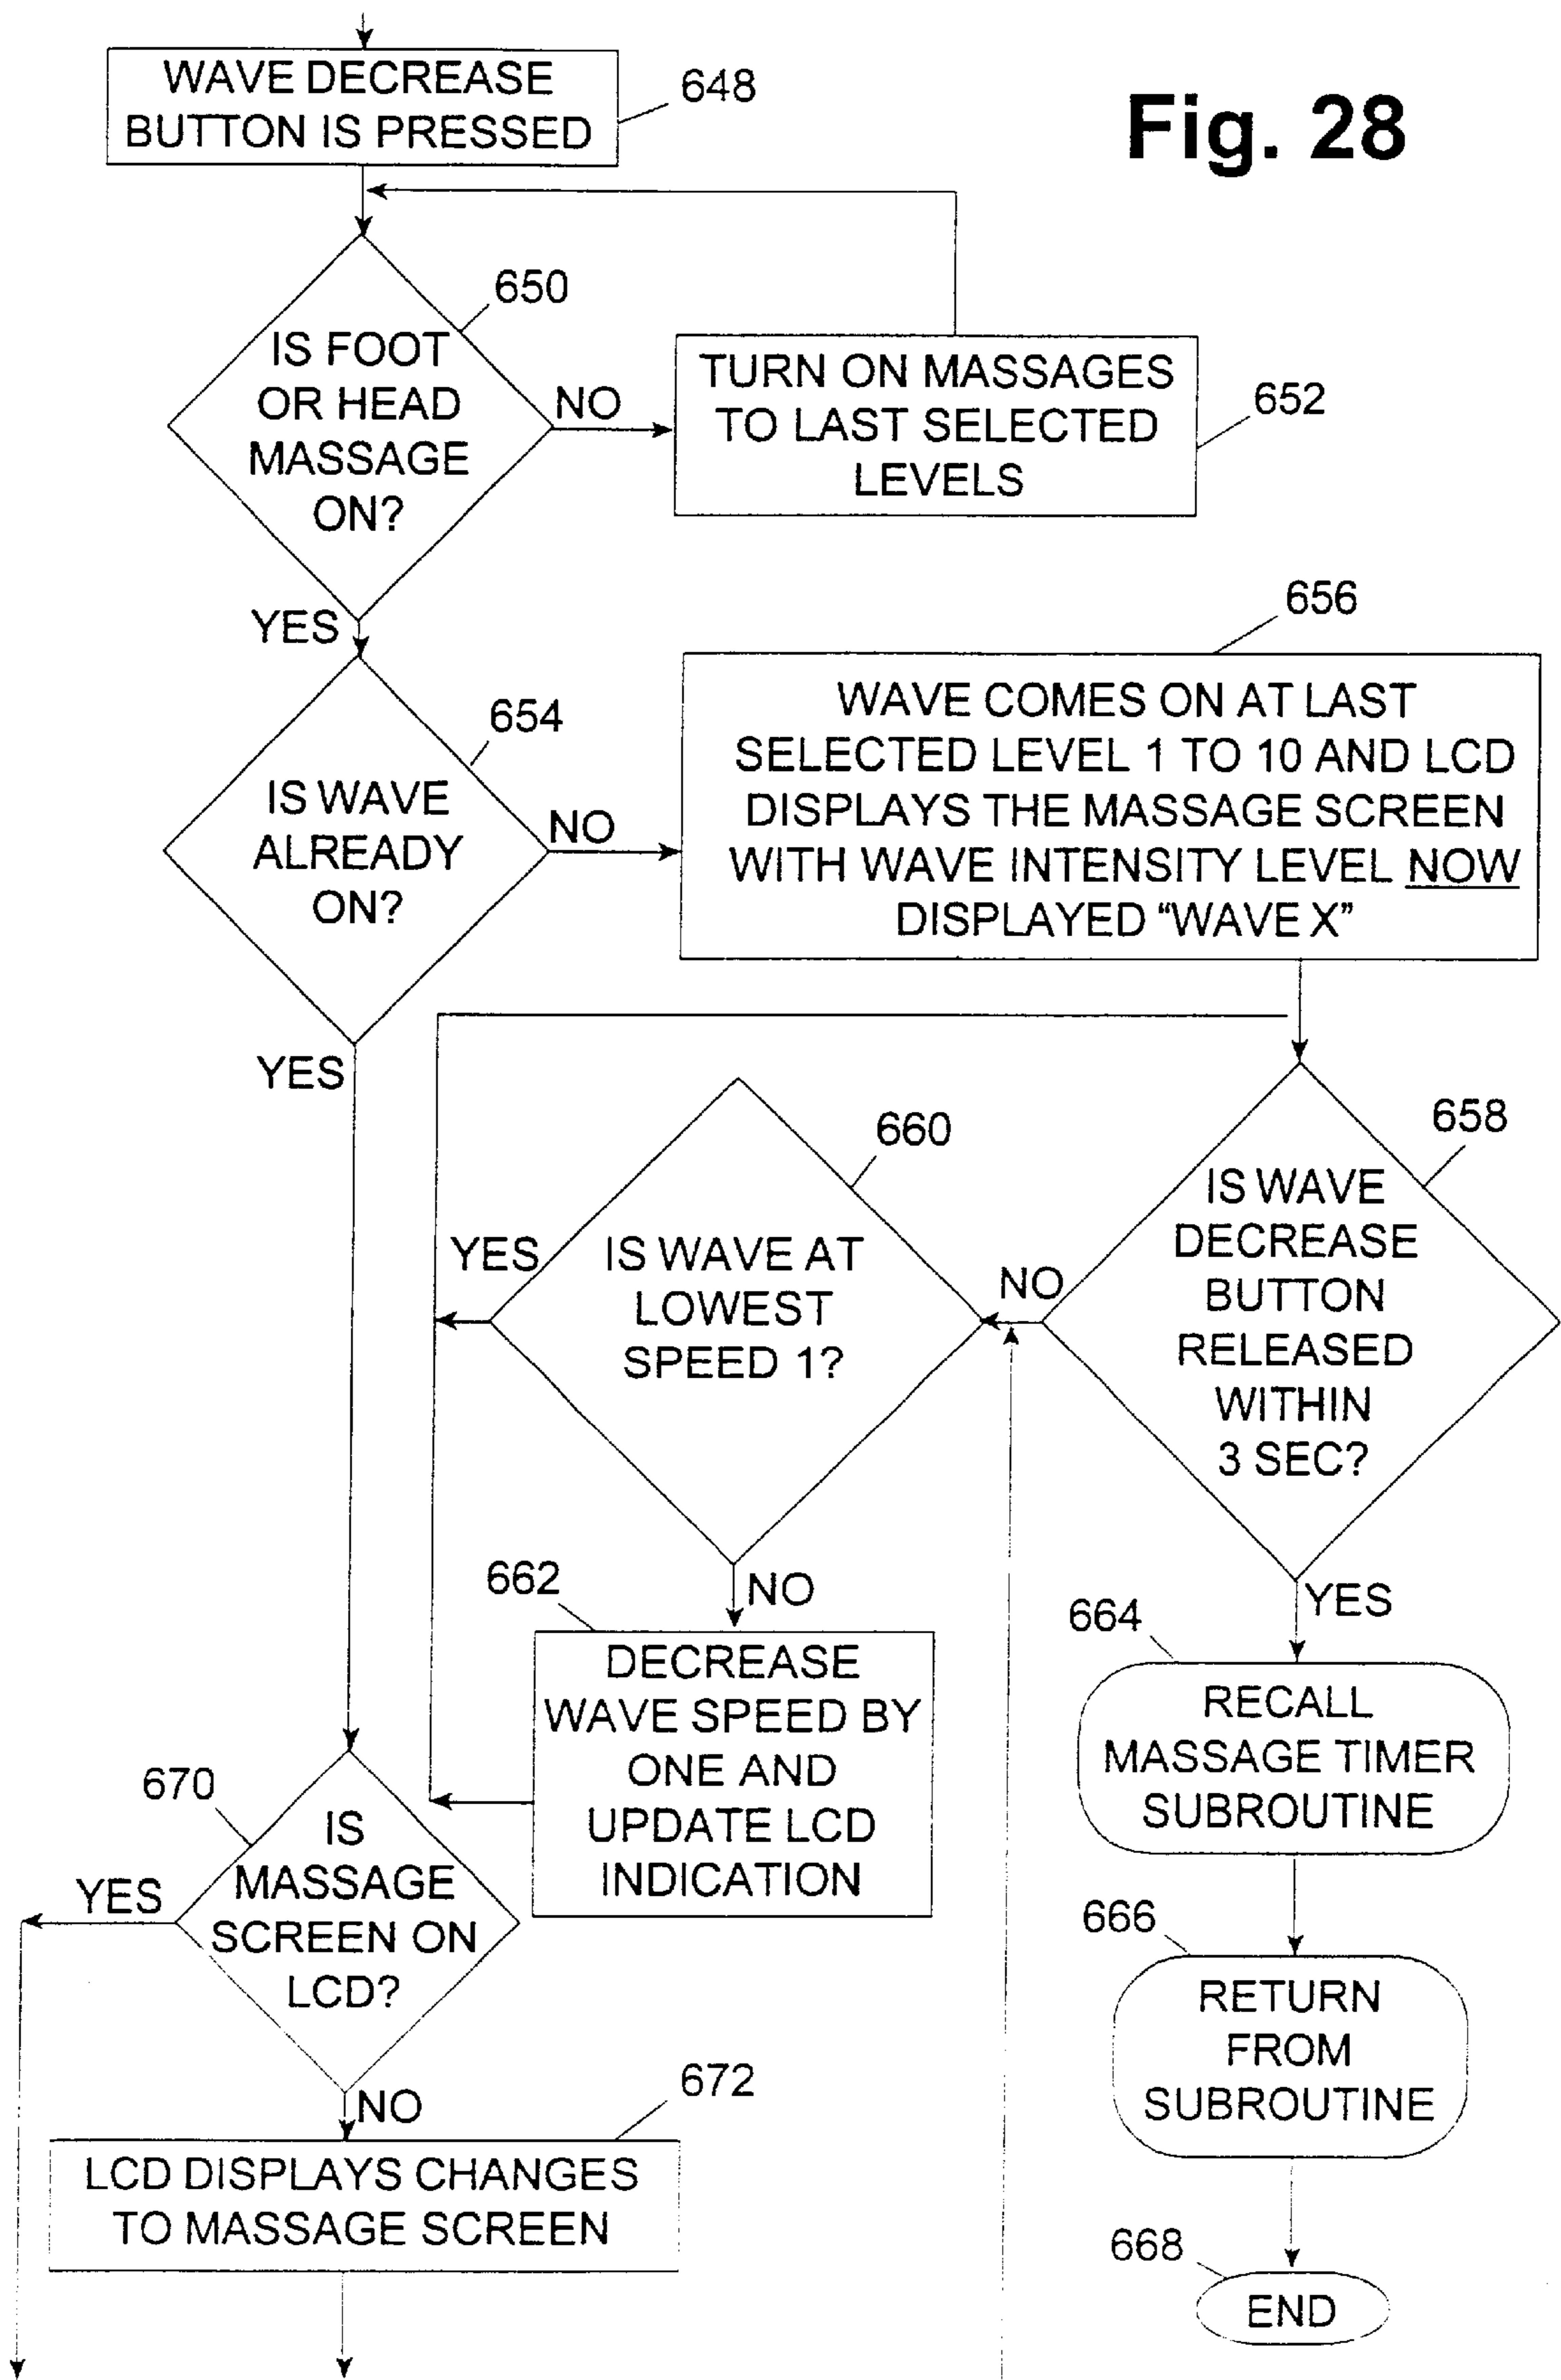 WAVE DECREASE
BUTTON IS PRESSED
648
Fig. 28
650
IS FOOT
OR HEAD
MASSAGE
ON?
NO
TURN ON MASSAGES
TO LAST SELECTED
LEVELS
652
YES
654
IS WAVE
ALREADY
ON?
NO
656
WAVE COMES ON AT LAST
SELECTED LEVEL 1 TO 10 AND LCD
DISPLAYS THE MASSAGE SCREEN
WITH WAVE INTENSITY LEVEL NOW
DISPLAYED “WAVE X”
YES
658
IS WAVE
DECREASE
BUTTON
RELEASED
WITHIN
3 SEC?
NO
660
IS WAVE AT
LOWEST
SPEED 1?
YES
NO
662
DECREASE
WAVE SPEED BY
ONE AND
UPDATE LCD
INDICATION
YES
664
RECALL
MASSAGE TIMER
SUBROUTINE
666
RETURN
FROM
SUBROUTINE
668
END
670
IS
MASSAGE
SCREEN ON
LCD?
YES
NO
672
LCD DISPLAYS CHANGES
TO MASSAGE SCREEN